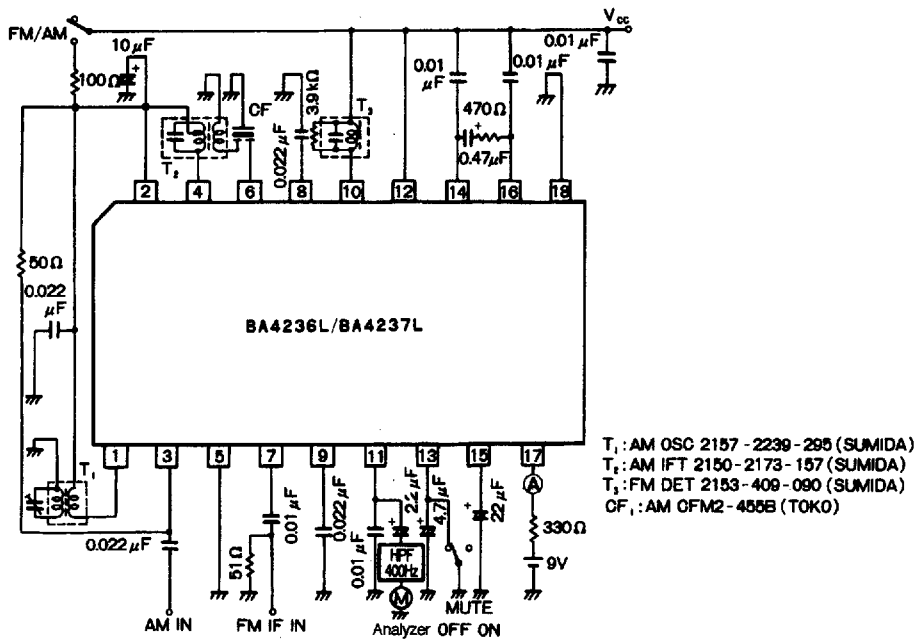 Vcc
FM/AM
10μF
100Ω
0.01μF
0.01μF
0.01
μF
CF
3.9kΩ
T3
0.022μF
470Ω
0.47μF
T2
2 4 6 8 10 12 14 16 18
50Ω
0.022
μF
BA4236L/BA4237L
1 3 5 7 9 11 13 15 17
T1
A
0.022μF
0.01μF
51Ω
0.022μF
0.01μF
2.2μF
4.7μF
22μF
330Ω
9V
HPF
400Hz
M
MUTE
AM IN FM IF IN Analyzer OFF ON
T1 : AM OSC 2157-2239-295 (SUMIDA)
T2 : AM IFT 2150-2173-157 (SUMIDA)
T3 : FM DET 2153-409-090 (SUMIDA)
CF1 : AM CFM2-455B (TOKO)